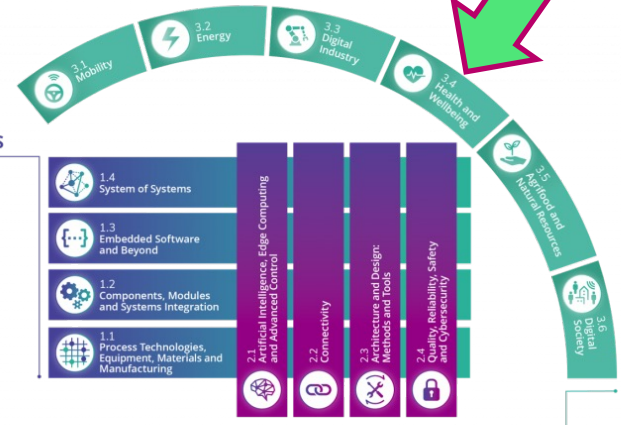 3.1
Mobility
3.2
Energy
3.3
Digital
Industry
3.4
Health and
Wellbeing
3.5
Agrifood and
Natural Resources
3.6
Digital
Society
S
1.4
System of Systems
1.3
Embedded Software
and Beyond
1.2
Components, Modules
and Systems Integration
1.1
Process Technologies,
Equipment, Materials and
Manufacturing
2.1
Artificial Intelligence, Edge Computing
and Advanced Control
2.2
Connectivity
2.3
Architecture and Design:
Methods and Tools
2.4
Quality, Reliability, Safety
and Cybersecurity